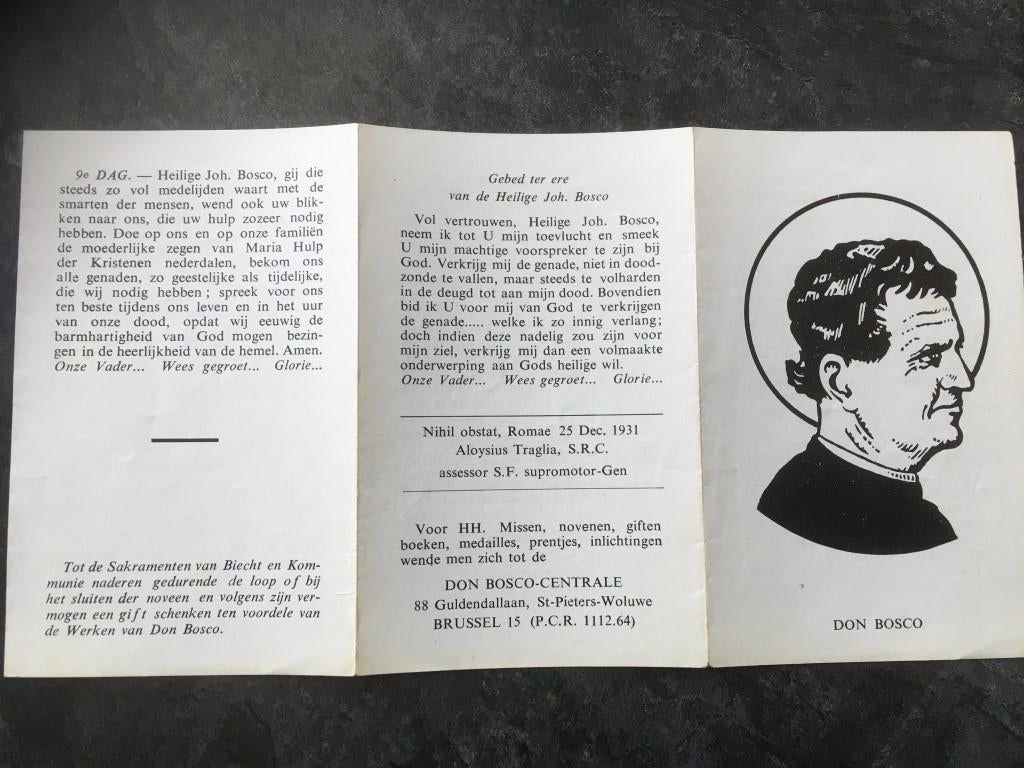 9e DAG. — Heilige Joh. Bosco, gij die
steeds zo vol medelijden waart met de
smarten der mensen, wend ook uw blik-
ken naar ons, die uw hulp zozeer nodig
hebben. Doe op ons en op onze familiën
de moederlijke zegen van Maria Hulp
der Kristenen nederdalen, bekom ons
alle genaden, zo geestelijke als tijdelijke,
die wij nodig hebben ; spreek voor ons
ten beste tijdens ons leven en in het uur
van onze dood, opdat wij eeuwig de
barmhartigheid van God mogen bezin-
gen in de heerlijkheid van de hemel. Amen.
Onze Vader... Wees gegroet... Glorie...
Tot de Sakramenten van Biecht en Kom-
munie naderen gedurende de loop of bij
het sluiten der noveen en volgens zijn ver-
mogen een gift schenken ten voordele van
de Werken van Don Bosco.
Gebed ter ere
van de Heilige Joh. Bosco
Vol vertrouwen, Heilige Joh. Bosco,
neem ik tot U mijn toevlucht en smeek
U mijn machtige voorspreker te zijn bij
God. Verkrijg mij de genade, niet in dood-
zonde te vallen, maar steeds te volharden
in de deugd tot aan mijn dood. Bovendien
bid ik U voor mij van God te verkrijgen
de genade..... welke ik zo innig verlang;
doch indien deze nadelig zou zijn voor
mijn ziel, verkrijg mij dan een volmaakte
onderwerping aan Gods heilige wil.
Onze Vader... Wees gegroet... Glorie...
Nihil obstat, Romae 25 Dec. 1931
Aloysius Traglia, S.R.C.
assessor S.F. supromotor-Gen
Voor HH. Missen, novenen, giften
boeken, medailles, prentjes, inlichtingen
wende men zich tot de
DON BOSCO-CENTRALE
88 Guldendallaan, St-Pieters-Woluwe
BRUSSEL 15 (P.C.R. 1112.64)
DON BOSCO